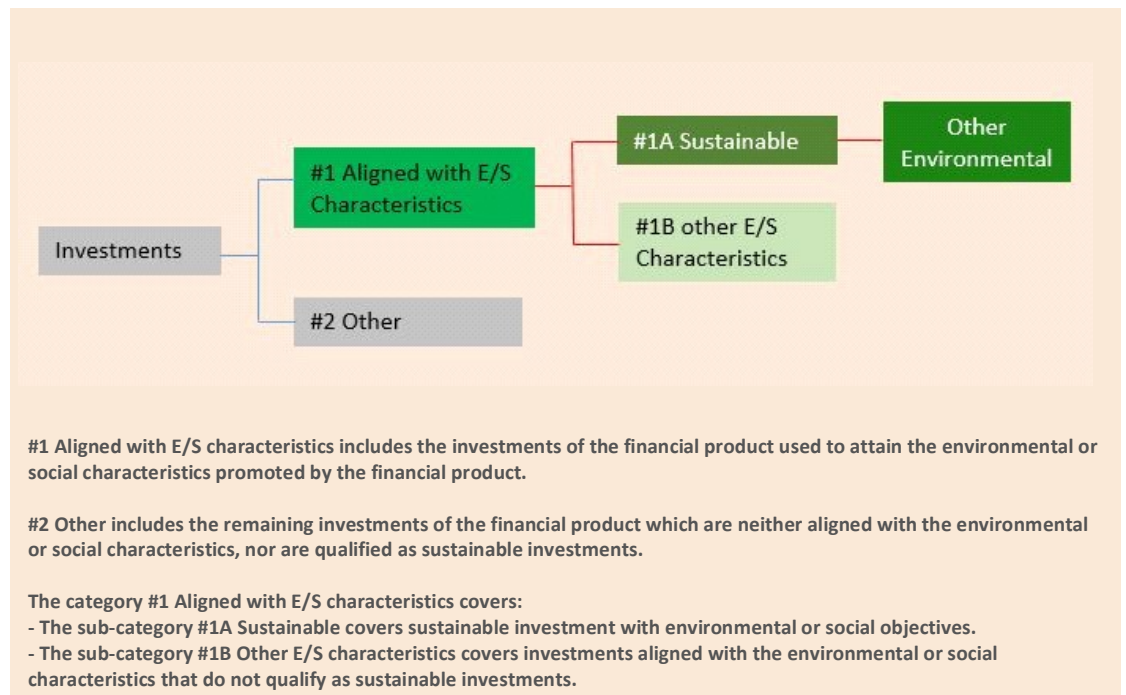 Other
Environmental
#1A Sustainable
#1 Aligned with E/S
Characteristics
#1B other E/S
Characteristics
Investments
#2 Other
#1 Aligned with E/S characteristics includes the investments of the financial product used to attain the environmental or
social characteristics promoted by the financial product.
#2 Other includes the remaining investments of the financial product which are neither aligned with the environmental
or social characteristics, nor are qualified as sustainable investments.
The category #1 Aligned with E/S characteristics covers:
- The sub-category #1A Sustainable covers sustainable investment with environmental or social objectives.
- The sub-category #1B Other E/S characteristics covers investments aligned with the environmental or social
characteristics that do not qualify as sustainable investments.